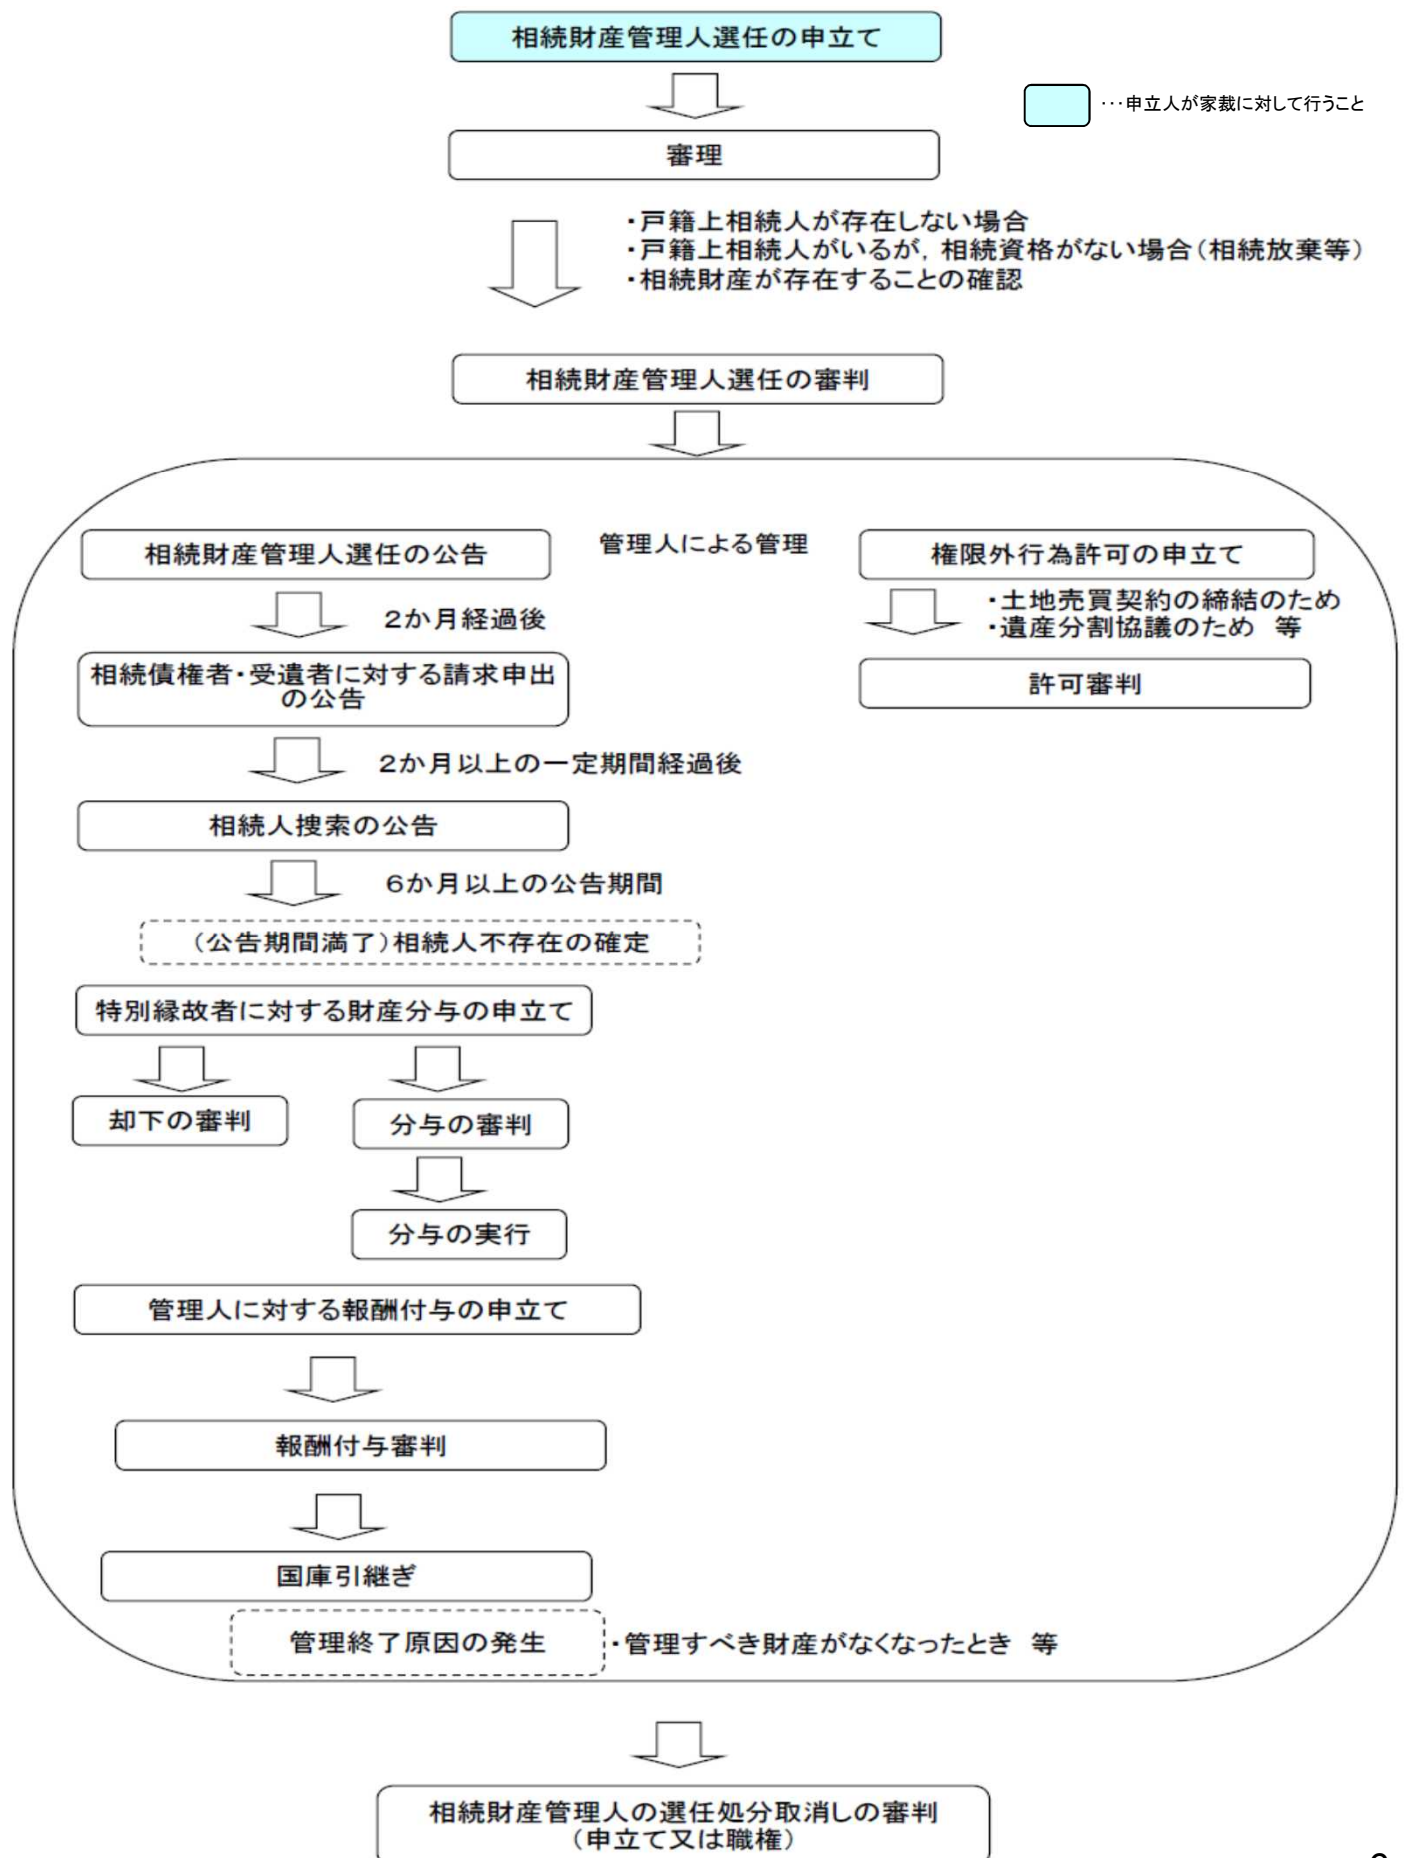 相続財産管理人選任の申立て
･･･申立人が家裁に対して行うこと
審理
・戸籍上相続人が存在しない場合
・戸籍上相続人がいるが，相続資格がない場合（相続放棄等）
・相続財産が存在することの確認
相続財産管理人選任の審判
相続財産管理人選任の公告
管理人による管理
権限外行為許可の申立て
２か月経過後
・土地売買契約の締結のため
・遺産分割協議のため　等
相続債権者・受遺者に対する請求申出
の公告
許可審判
２か月以上の一定期間経過後
相続人捜索の公告
６か月以上の公告期間
（公告期間満了）相続人不存在の確定
特別縁故者に対する財産分与の申立て
却下の審判
分与の審判
分与の実行
管理人に対する報酬付与の申立て
報酬付与審判
国庫引継ぎ
管理終了原因の発生
・管理すべき財産がなくなったとき　等
相続財産管理人の選任処分取消しの審判
（申立て又は職権）